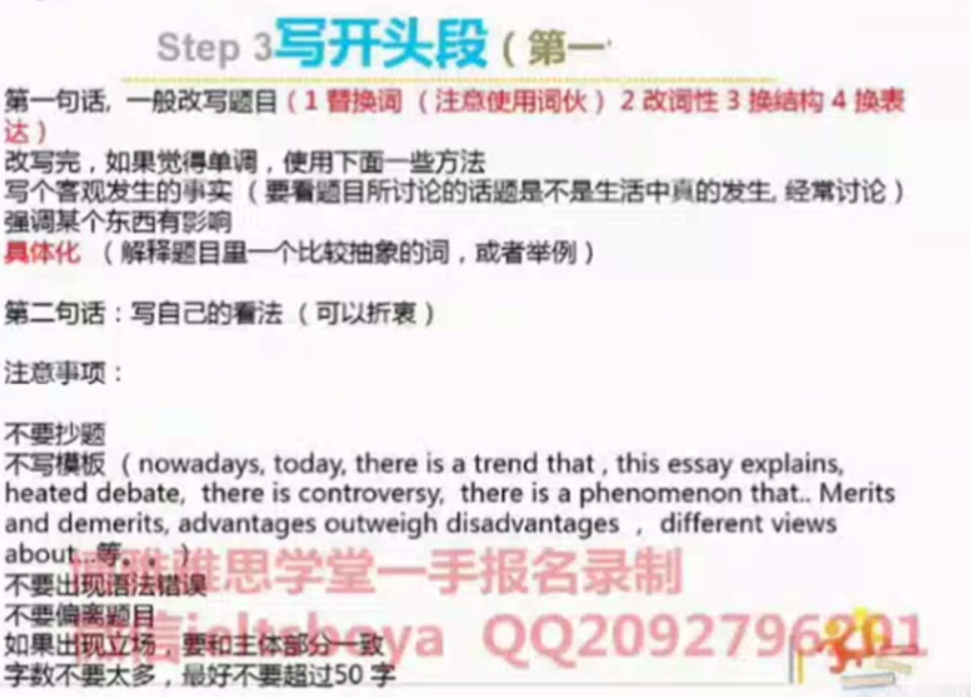 Step 3写开头段（第一
第一句话, 一般改写题目（1 替换词 （注意使用词伙） 2 改词性 3 换结构 4 换表
达）
改写完，如果觉得单调，使用下面一些方法
写个客观发生的事实（要看题目所讨论的话题是不是生活中真的发生, 经常讨论）
强调某个东西有影响
具体化 （解释题目里一个比较抽象的词，或者举例）
第二句话：写自己的看法（可以折衷）
注意事项：
不要抄题
不写模板（nowadays, today, there is a trend that , this essay explains,
heated debate, there is controversy, there is a phenomenon that.. Merits
and demerits, advantages outweigh disadvantages ， different views
about...等。。）
雅思学堂一手报名录制
不要出现语法错误
不要偏离题目
信ieltsboya QQ2092796
如果出现立场，要和主体部分一致
字数不要太多，最好不要超过50 字